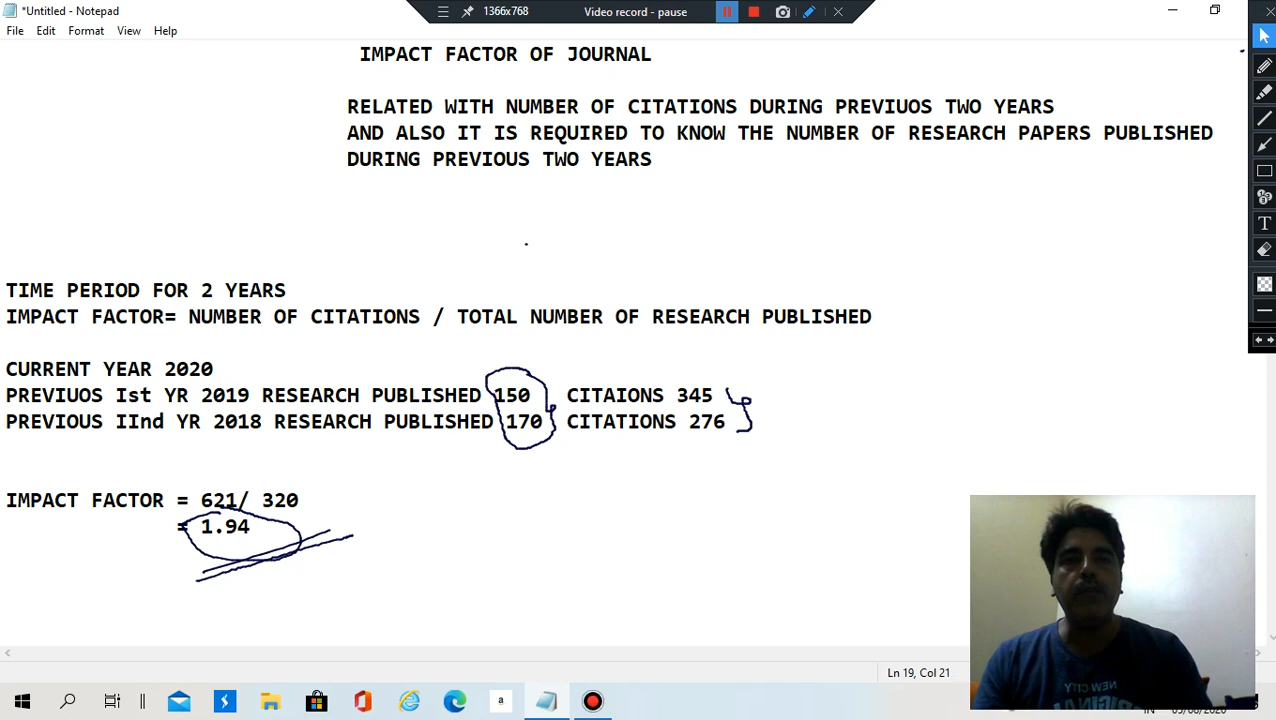 *Untitled - Notepad
1366x768
Video record - pause
File Edit Format View Help
IMPACT FACTOR OF JOURNAL
RELATED WITH NUMBER OF CITATIONS DURING PREVIUOS TWO YEARS
AND ALSO IT IS REQUIRED TO KNOW THE NUMBER OF RESEARCH PAPERS PUBLISHED
DURING PREVIOUS TWO YEARS
TIME PERIOD FOR 2 YEARS
IMPACT FACTOR= NUMBER OF CITATIONS / TOTAL NUMBER OF RESEARCH PUBLISHED
CURRENT YEAR 2020
PREVIUOS Ist YR 2019 RESEARCH PUBLISHED 150 CITAIONS 345
PREVIOUS IInd YR 2018 RESEARCH PUBLISHED 170 CITATIONS 276
IMPACT FACTOR = 621/ 320
= 1.94
NEW CITY
Ln 19, Col 21